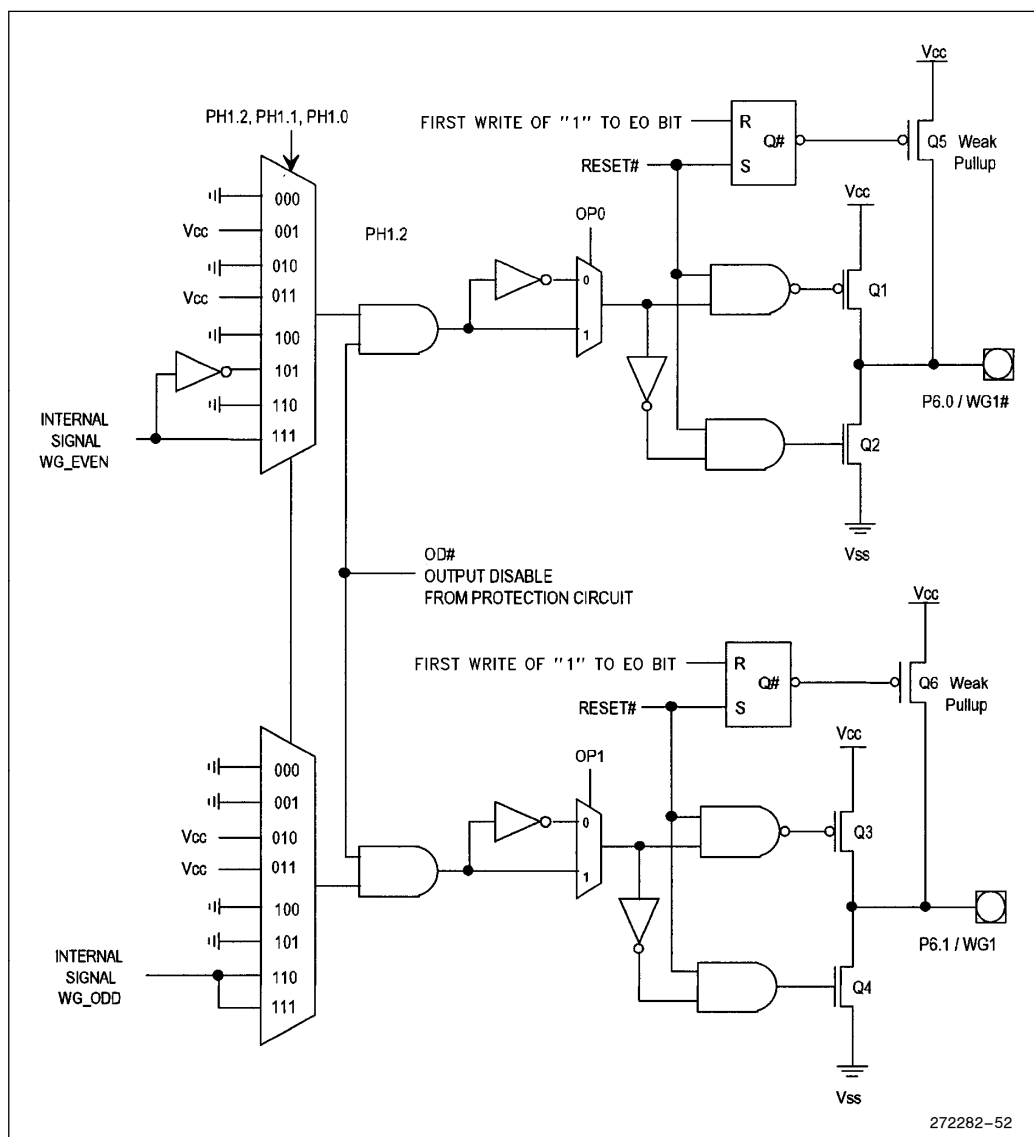 Vcc
PH1.2, PH1.1, PH1.0
FIRST WRITE OF "1" TO EO BIT
R
Q#
Q5 Weak
Pullup
RESET#
S
000
Vcc
001
PH1.2
OP0
Vcc
010
Vcc
011
0
Q1
100
1
101
P6.0 / WG1#
110
INTERNAL
SIGNAL
WG_EVEN
111
Q2
Vss
OD#
OUTPUT DISABLE
FROM PROTECTION CIRCUIT
Vcc
FIRST WRITE OF "1" TO EO BIT
R
Q#
Q6 Weak
Pullup
RESET#
S
Vcc
OP1
000
001
0
Vcc
010
Q3
Vcc
011
1
100
P6.1 / WG1
101
INTERNAL
SIGNAL
WG_ODD
110
111
Q4
Vss
272282-52